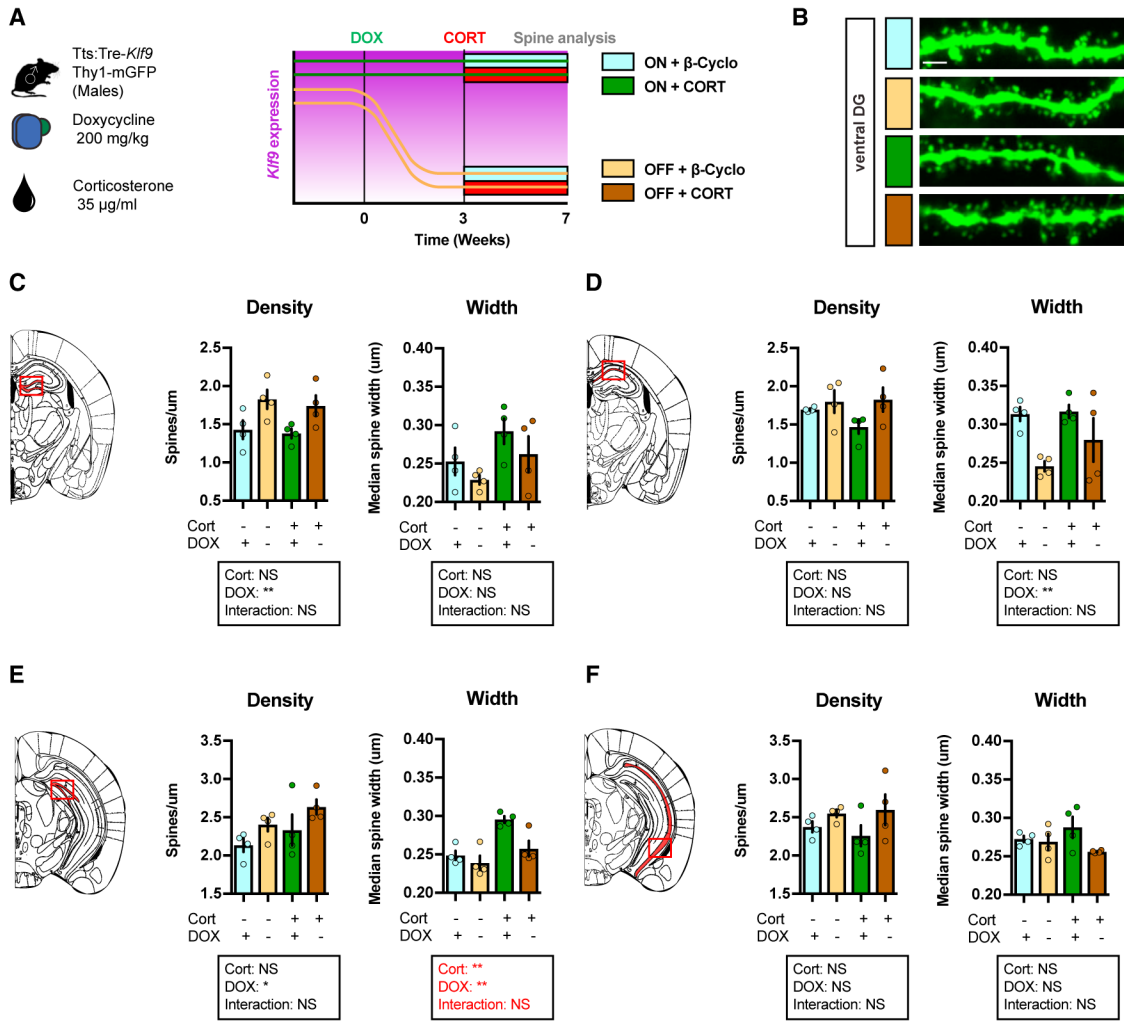 A
Tts:Tre-Klf9
Thy1-mGFP
(Males)
Doxycycline
200 mg/kg
Corticosterone
35 µg/ml
DOX
CORT
Spine analysis
Klf9 expression
0
3
7
Time (Weeks)
ON + β-Cyclo
ON + CORT
OFF + β-Cyclo
OFF + CORT
B
ventral DG
C
Density
Spines/um
2.5
2.0
1.5
1.0
0.5
Cort - - + +
DOX + - + -
Cort: NS
DOX: **
Interaction: NS
Width
Median spine width (um)
0.40
0.35
0.30
0.25
0.20
- - + +
+ - + -
Cort: NS
DOX: NS
Interaction: NS
D
Density
Spines/um
2.5
2.0
1.5
1.0
0.5
Cort - - + +
DOX + - + -
Cort: NS
DOX: NS
Interaction: NS
Width
Median spine width (um)
0.40
0.35
0.30
0.25
0.20
- - + +
+ - + -
Cort: NS
DOX: **
Interaction: NS
E
Density
Spines/um
3.5
3.0
2.5
2.0
1.5
Cort - - + +
DOX + - + -
Cort: NS
DOX: *
Interaction: NS
Width
Median spine width (um)
0.40
0.35
0.30
0.25
0.20
- - + +
+ - + -
Cort: **
DOX: **
Interaction: NS
F
Density
Spines/um
3.5
3.0
2.5
2.0
1.5
Cort - - + +
DOX + - + -
Cort: NS
DOX: NS
Interaction: NS
Width
Median spine width (um)
0.40
0.35
0.30
0.25
0.20
- - + +
+ - + -
Cort: NS
DOX: NS
Interaction: NS